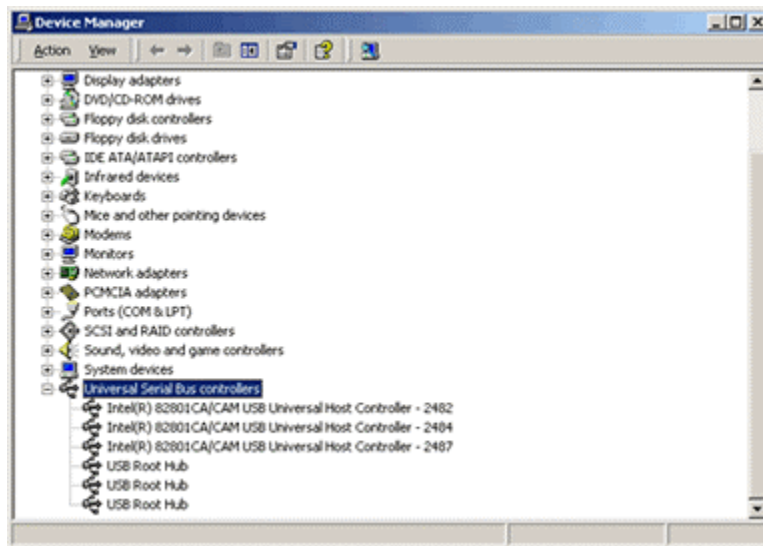 Device Manager
Action View
Display adapters
DVD/CD-ROM drives
Floppy disk controllers
Floppy disk drives
IDE ATA/ATAPI controllers
Infrared devices
Keyboards
Mice and other pointing devices
Modems
Monitors
Network adapters
PCMCIA adapters
Ports (COM & LPT)
SCSI and RAID controllers
Sound, video and game controllers
System devices
Universal Serial Bus controllers
Intel(R) 82801CA/CAM USB Universal Host Controller - 2482
Intel(R) 82801CA/CAM USB Universal Host Controller - 2484
Intel(R) 82801CA/CAM USB Universal Host Controller - 2487
USB Root Hub
USB Root Hub
USB Root Hub